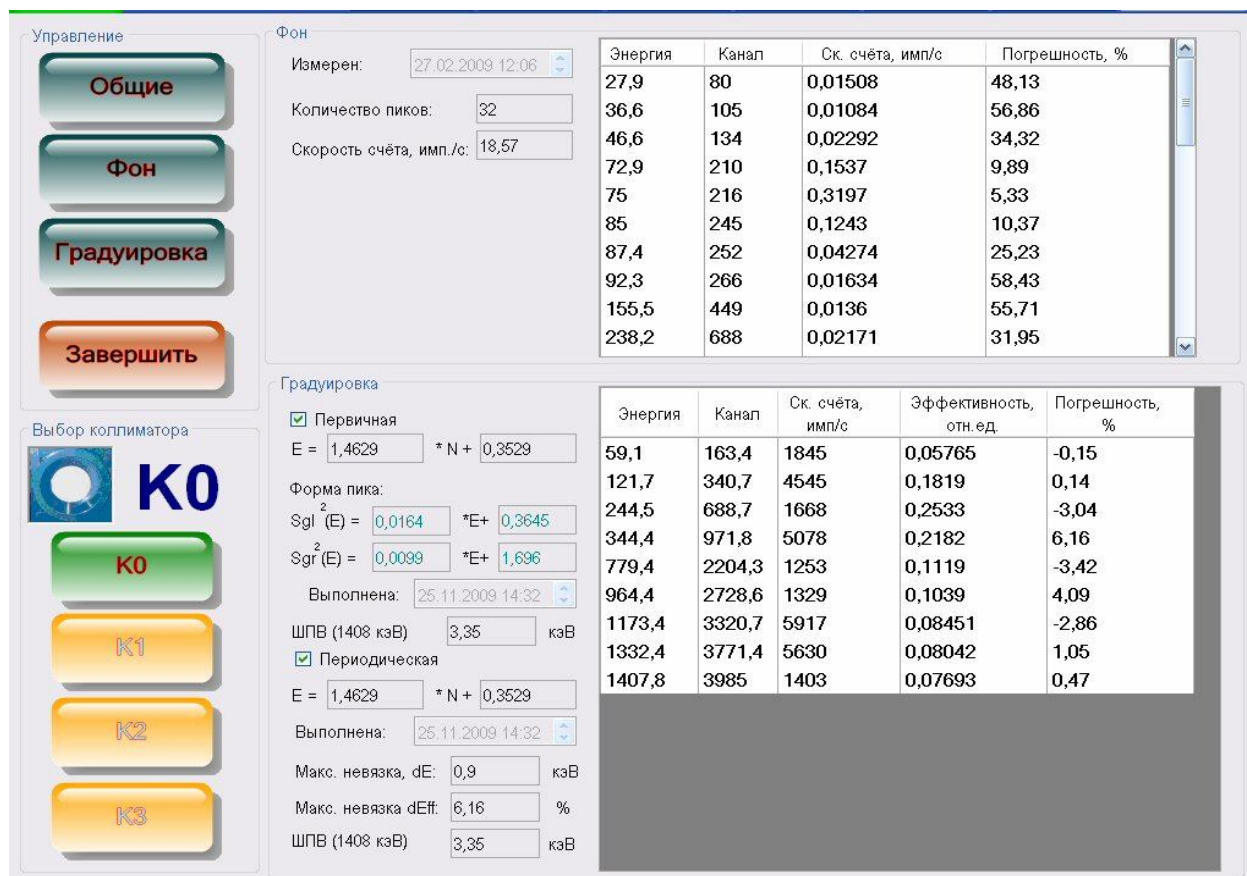 Управление
Общие
Фон
Градуировка
Завершить
Выбор коллиматора
K0
K0
K1
K2
K3
Фон
Измерен: 27.02.2009 12:06
Количество пиков: 32
Скорость счёта, имп./с: 18,57
Энергия Канал Ск. счёта, имп/с Погрешность, %
27,9 80 0,01508 48,13
36,6 105 0,01084 56,86
46,6 134 0,02292 34,32
72,9 210 0,1537 9,89
75 216 0,3197 5,33
85 245 0,1243 10,37
87,4 252 0,04274 25,23
92,3 266 0,01634 58,43
155,5 449 0,0136 55,71
238,2 688 0,02171 31,95
Градуировка
Первичная
E = 1,4629 * N + 0,3529
Форма пика:
Sgl²(E) = 0,0164 *E+ 0,3645
Sgr²(E) = 0,0099 *E+ 1,696
Выполнена: 25.11.2009 14:32
ШПВ (1408 кэВ) 3,35 кэВ
Периодическая
E = 1,4629 * N + 0,3529
Выполнена: 25.11.2009 14:32
Макс. невязка, dE: 0,9 кэВ
Макс. невязка dEff: 6,16 %
ШПВ (1408 кэВ) 3,35 кэВ
Энергия Канал Ск. счёта, имп/с Эффективность, отн.ед. Погрешность, %
59,1 163,4 1845 0,05765 -0,15
121,7 340,7 4545 0,1819 0,14
244,5 688,7 1668 0,2533 -3,04
344,4 971,8 5078 0,2182 6,16
779,4 2204,3 1253 0,1119 -3,42
964,4 2728,6 1329 0,1039 4,09
1173,4 3320,7 5917 0,08451 -2,86
1332,4 3771,4 5630 0,08042 1,05
1407,8 3985 1403 0,07693 0,47